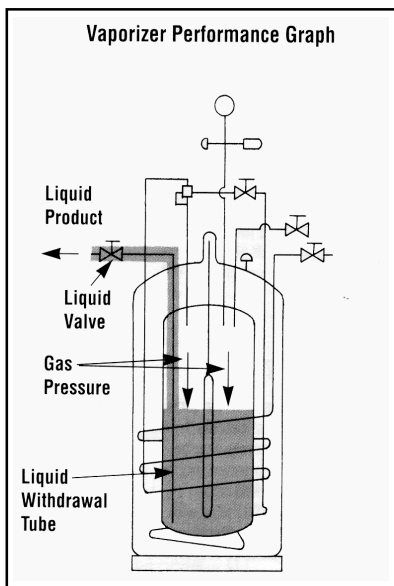 Vaporizer Performance Graph
Liquid
Product
Liquid
Valve
Gas
Pressure
Liquid
Withdrawal
Tube